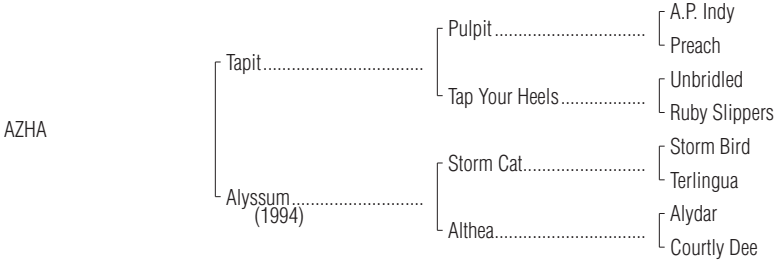 A.P. Indy
Pulpit..................................
Preach
Tapit....................................
Unbridled
Tap Your Heels...................
Ruby Slippers
AZHA
Storm Bird
Storm Cat...........................
Terlingua
Alyssum..............................
(1994)
Alydar
Althea..................................
Courtly Dee